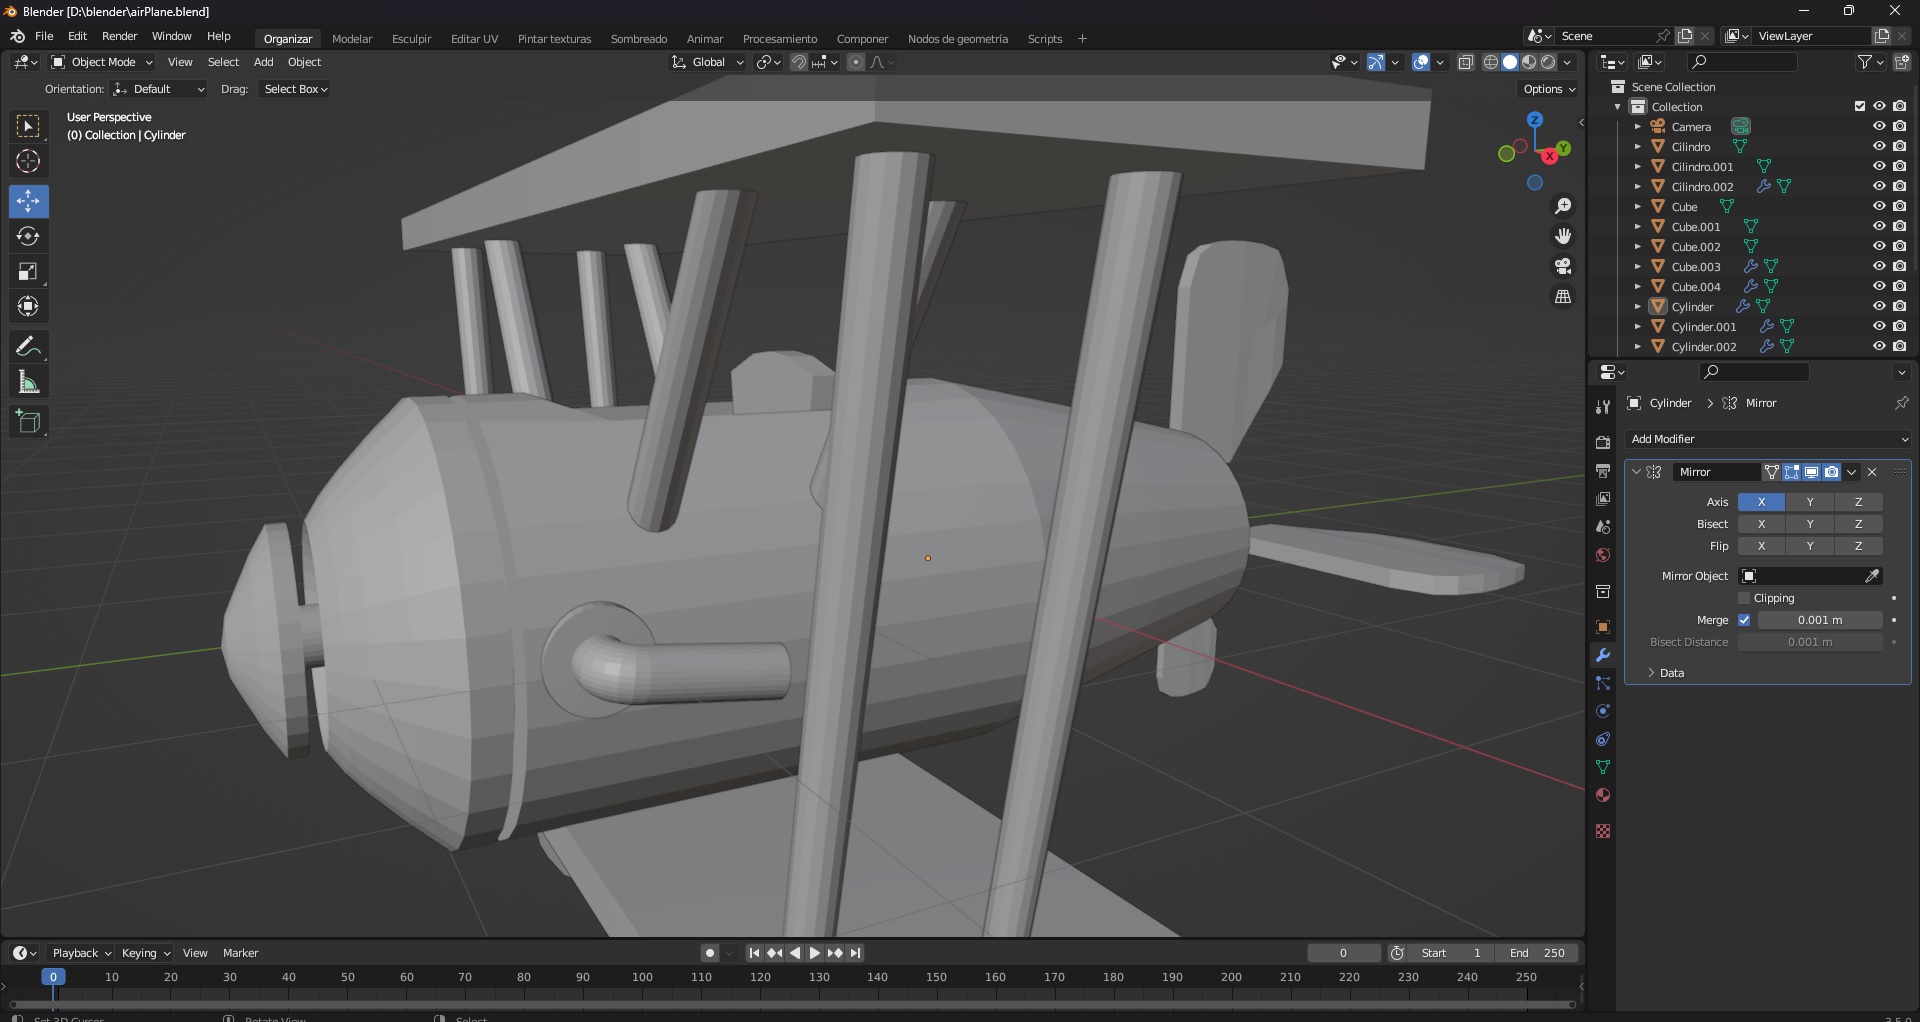 Blender [D:\blender\airPlane.blend]
File Edit Render Window Help Organizar Modelar Esculpir Editar UV Pintar texturas Sombreado Animar Procesamiento Componer Nodos de geometría Scripts + Scene ViewLayer
Object Mode View Select Add Object Global
Orientation: Default Drag: Select Box Options
User Perspective
(0) Collection | Cylinder
Z
Y
X
Scene Collection
Collection
Camera
Cilindro
Cilindro.001
Cilindro.002
Cube
Cube.001
Cube.002
Cube.003
Cube.004
Cylinder
Cylinder.001
Cylinder.002
Cylinder > Mirror
Add Modifier
Mirror
Axis X Y Z
Bisect X Y Z
Flip X Y Z
Mirror Object
Clipping
Merge 0.001 m
Bisect Distance 0.001 m
Data
Playback Keying View Marker 0 Start 1 End 250
0 10 20 30 40 50 60 70 80 90 100 110 120 130 140 150 160 170 180 190 200 210 220 230 240 250
Set 3D Cursor Rotate View Select 3.5.0